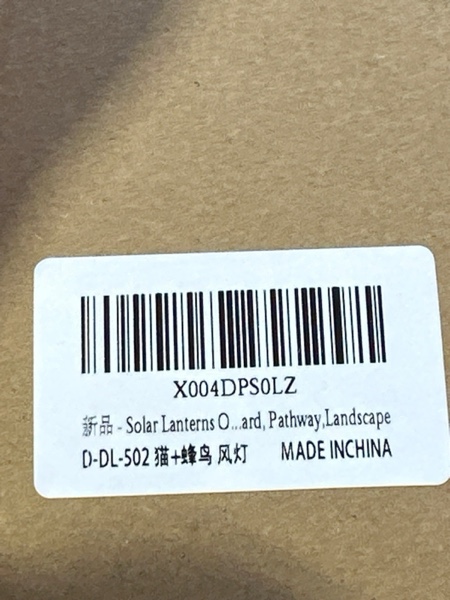 X004DPS0LZ
新品 - Solar Lanterns O...ard, Pathway,Landscape
D-DL-502 猫+蜂鸟 风灯 MADE INCHINA